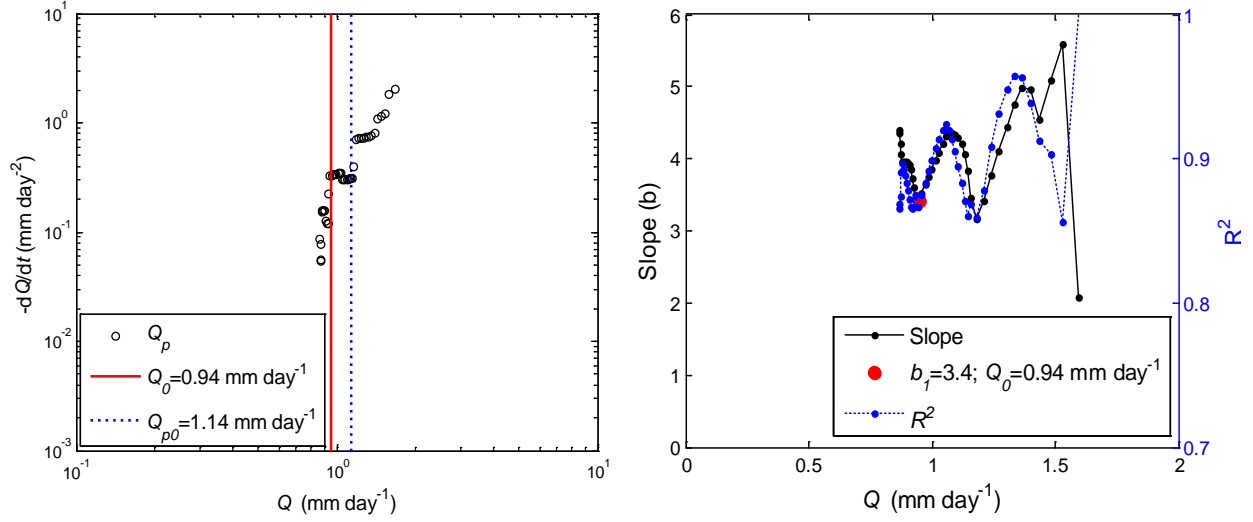 10^1
10^0
10^-1
10^-2
10^-3
-dQ/dt (mm day^-2)
Q_p
Q_0=0.94 mm day^-1
Q_p0=1.14 mm day^-1
10^-1
10^0
10^1
Q (mm day^-1)
6
5
4
3
2
1
0
Slope (b)
1
0.9
0.8
0.7
R^2
Slope
b_1=3.4; Q_0=0.94 mm day^-1
R^2
0
0.5
1
1.5
2
Q (mm day^-1)